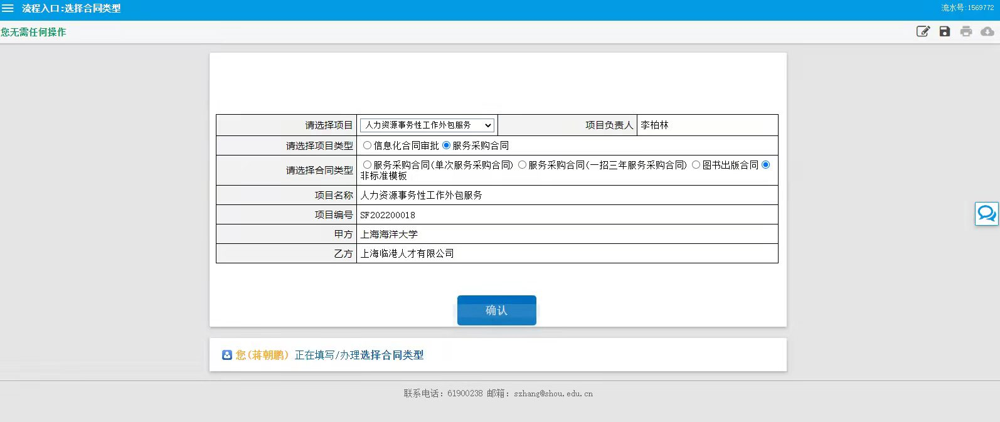 流程入口:选择合同类型
流水号:1569772
您无需任何操作
请选择项目 人力资源事务性工作外包服务 项目负责人 李柏林
请选择项目类型 信息化合同审批 服务采购合同
请选择合同类型 服务采购合同(单次服务采购合同) 服务采购合同(一招三年服务采购合同) 图书出版合同
非标准模板
项目名称 人力资源事务性工作外包服务
项目编号 SF202200018
甲方 上海海洋大学
乙方 上海临港人才有限公司
确认
您(蒋朝鹏) 正在填写/办理选择合同类型
联系电话: 61900238 邮箱: szhang@shou.edu.cn